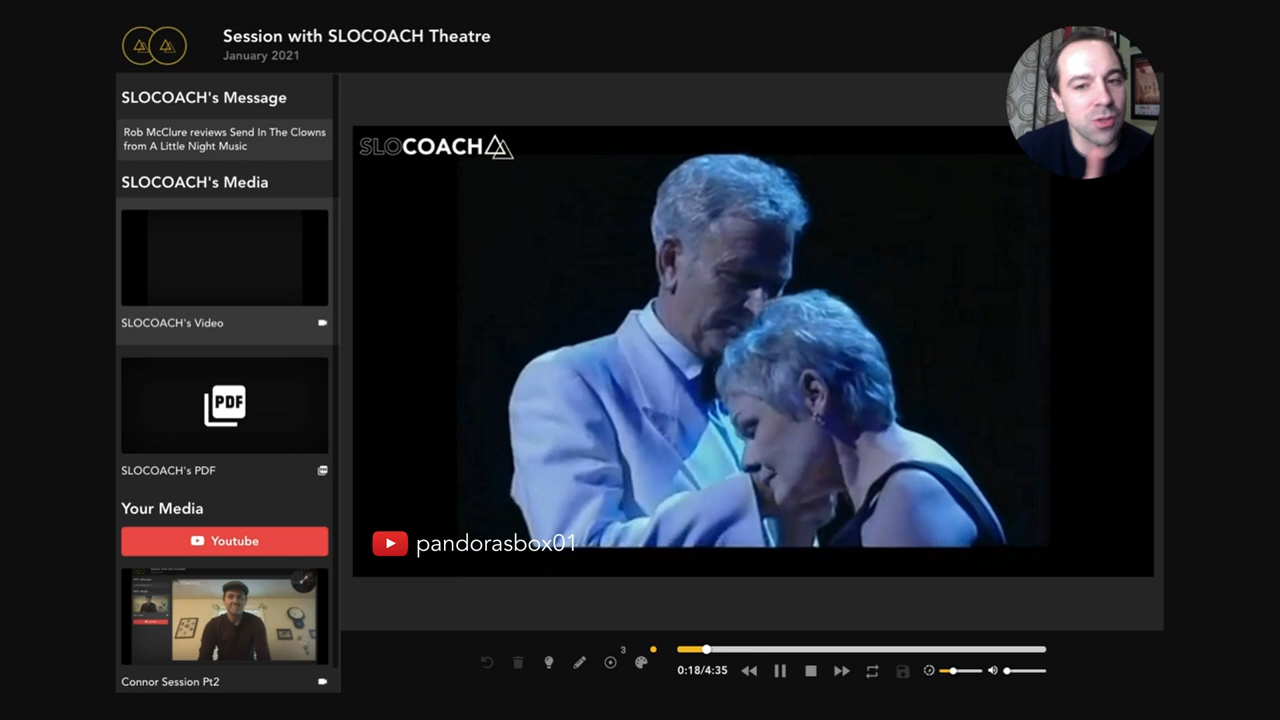 Session with SLOCOACH Theatre
January 2021
SLOCOACH's Message
Rob McClure reviews Send In The Clowns
from A Little Night Music
SLOCOACH's Media
SLOCOACH's Video
PDF
SLOCOACH's PDF
Your Media
Youtube
Connor Session Pt2
SLOCOACH
pandorasbox01
3
0:18/4:35